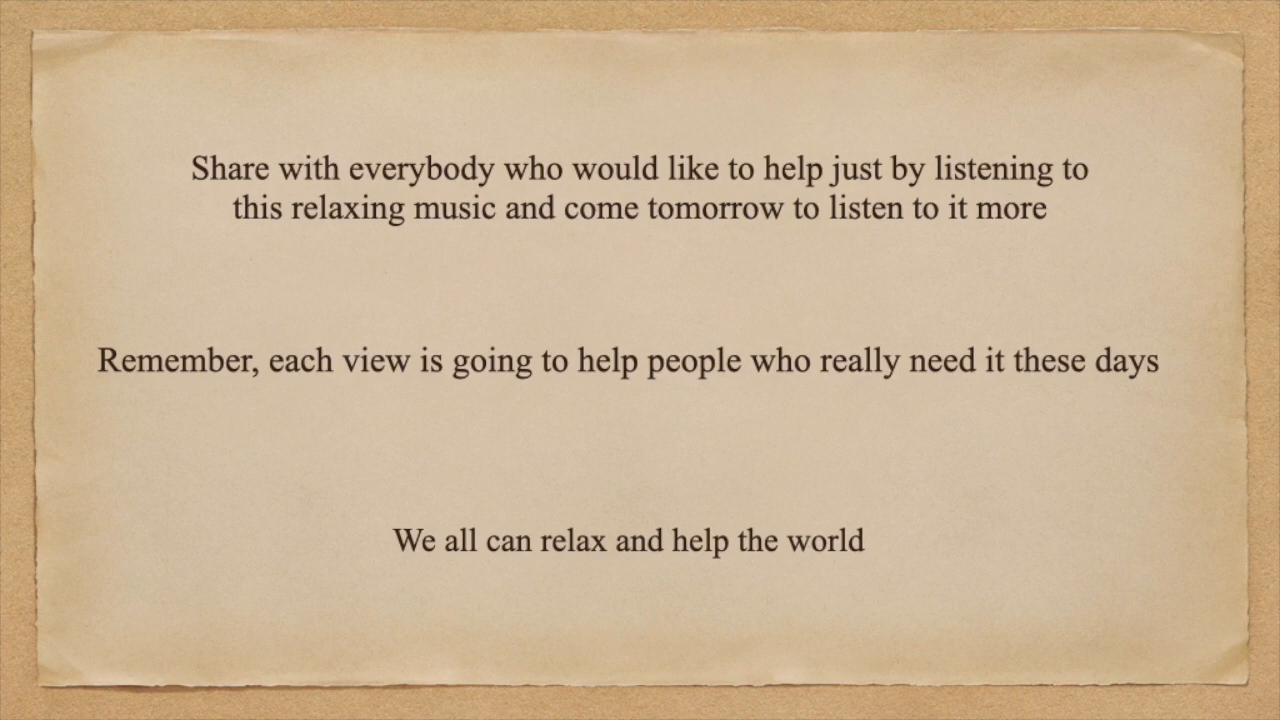 Share with everybody who would like to help just by listening to
this relaxing music and come tomorrow to listen to it more
Remember, each view is going to help people who really need it these days
We all can relax and help the world